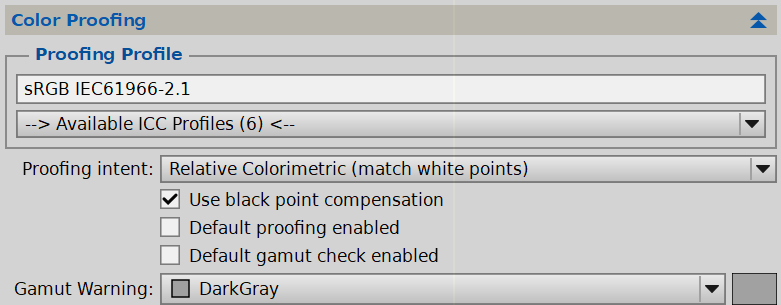 Color Proofing
Proofing Profile
sRGB IEC61966-2.1
--> Available ICC Profiles (6) <--
Proofing intent: Relative Colorimetric (match white points)
Use black point compensation
Default proofing enabled
Default gamut check enabled
Gamut Warning: DarkGray